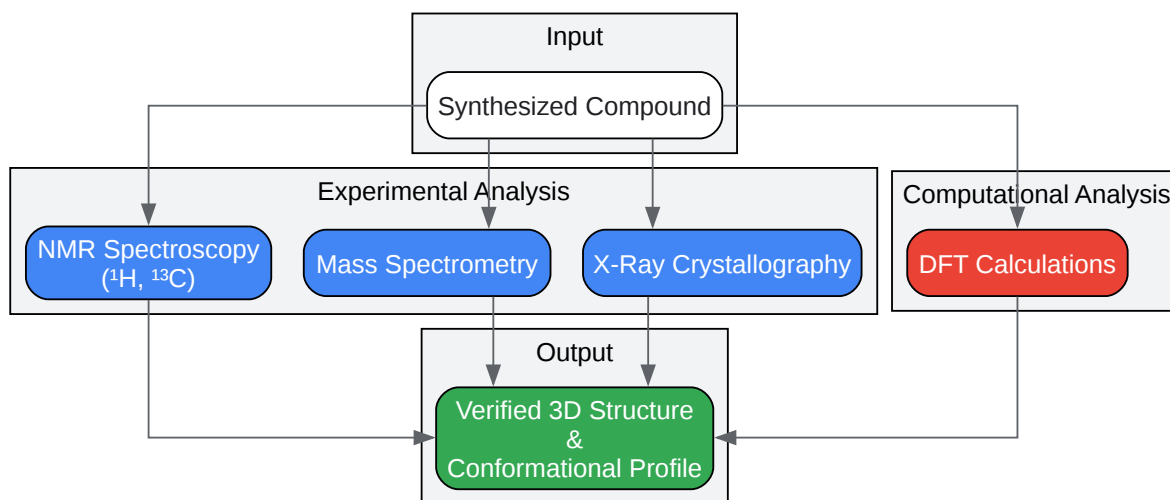 Input
Synthesized Compound
Experimental Analysis
Computational Analysis
NMR Spectroscopy
(¹H, ¹³C)
Mass Spectrometry
X-Ray Crystallography
DFT Calculations
Output
Verified 3D Structure
&
Conformational Profile